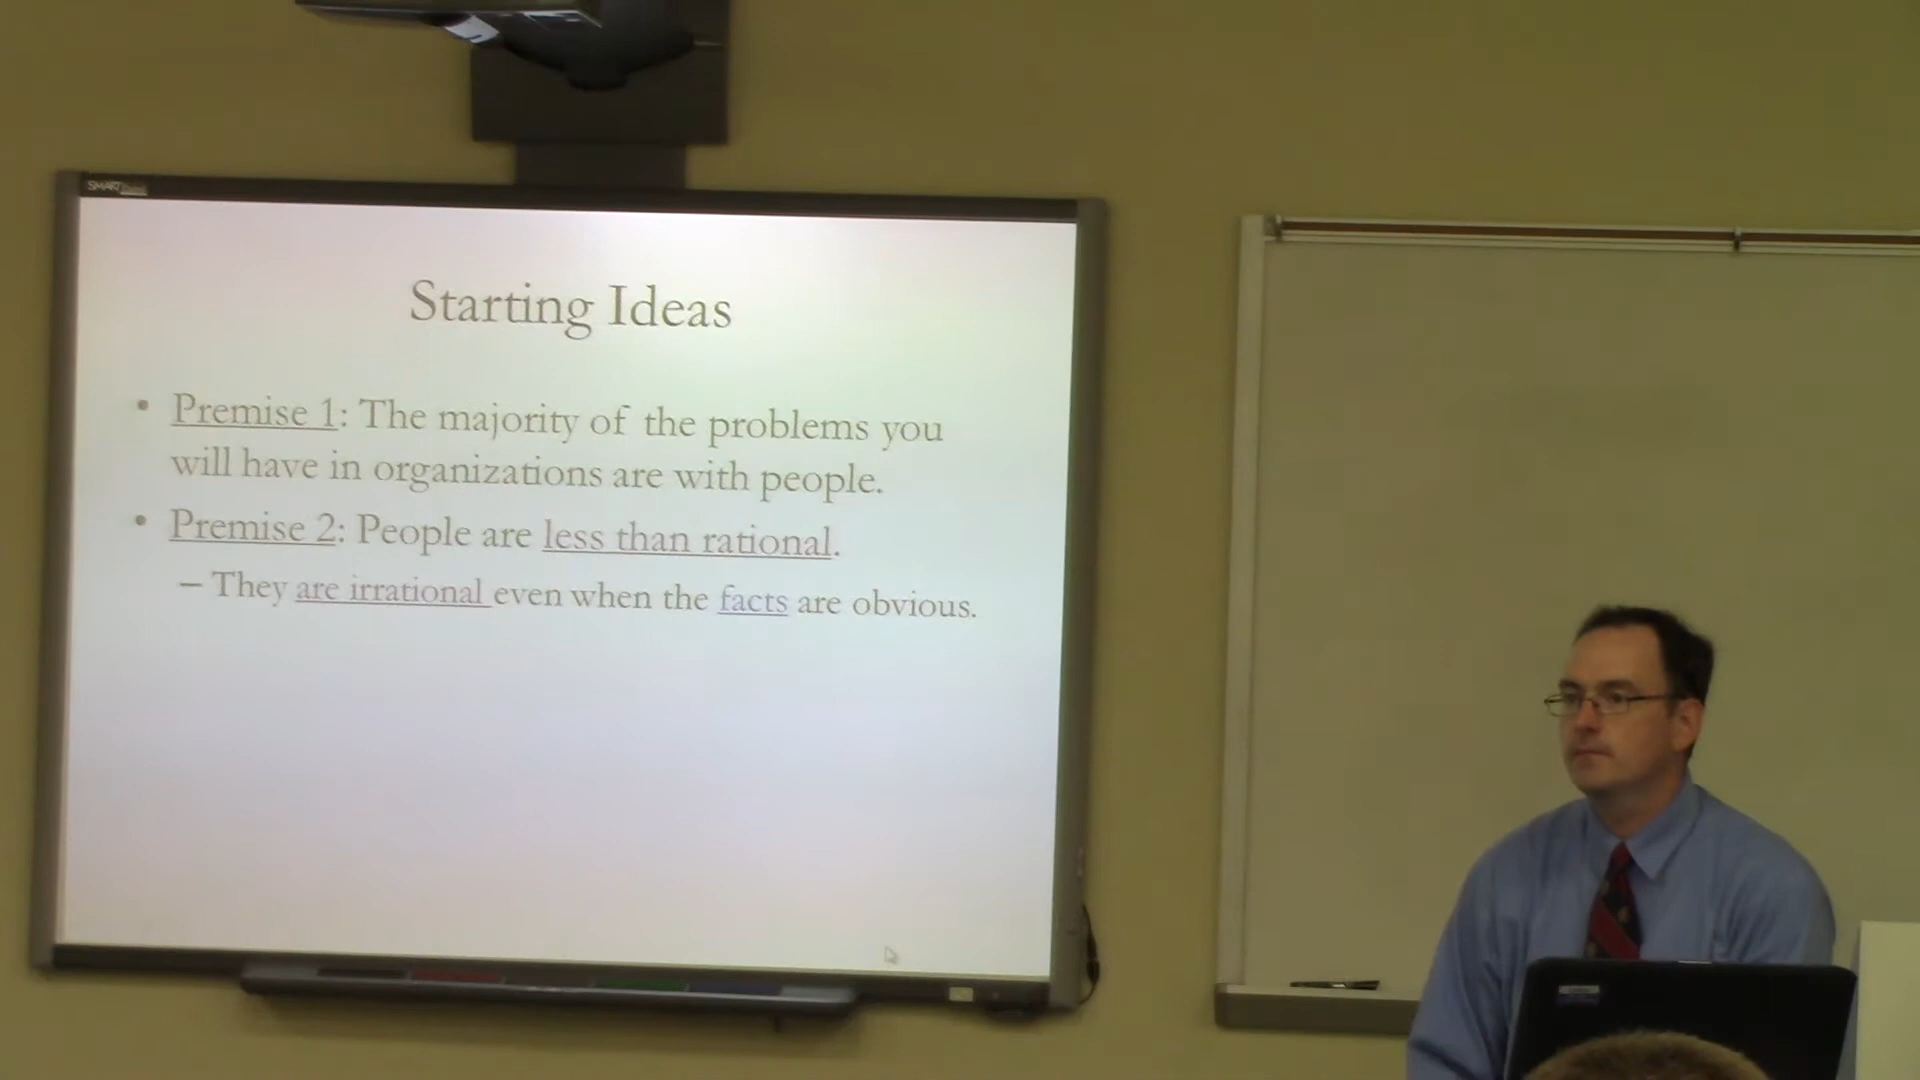 SMART
Starting Ideas
• Premise 1: The majority of the problems you
will have in organizations are with people.
• Premise 2: People are less than rational.
– They are irrational even when the facts are obvious.